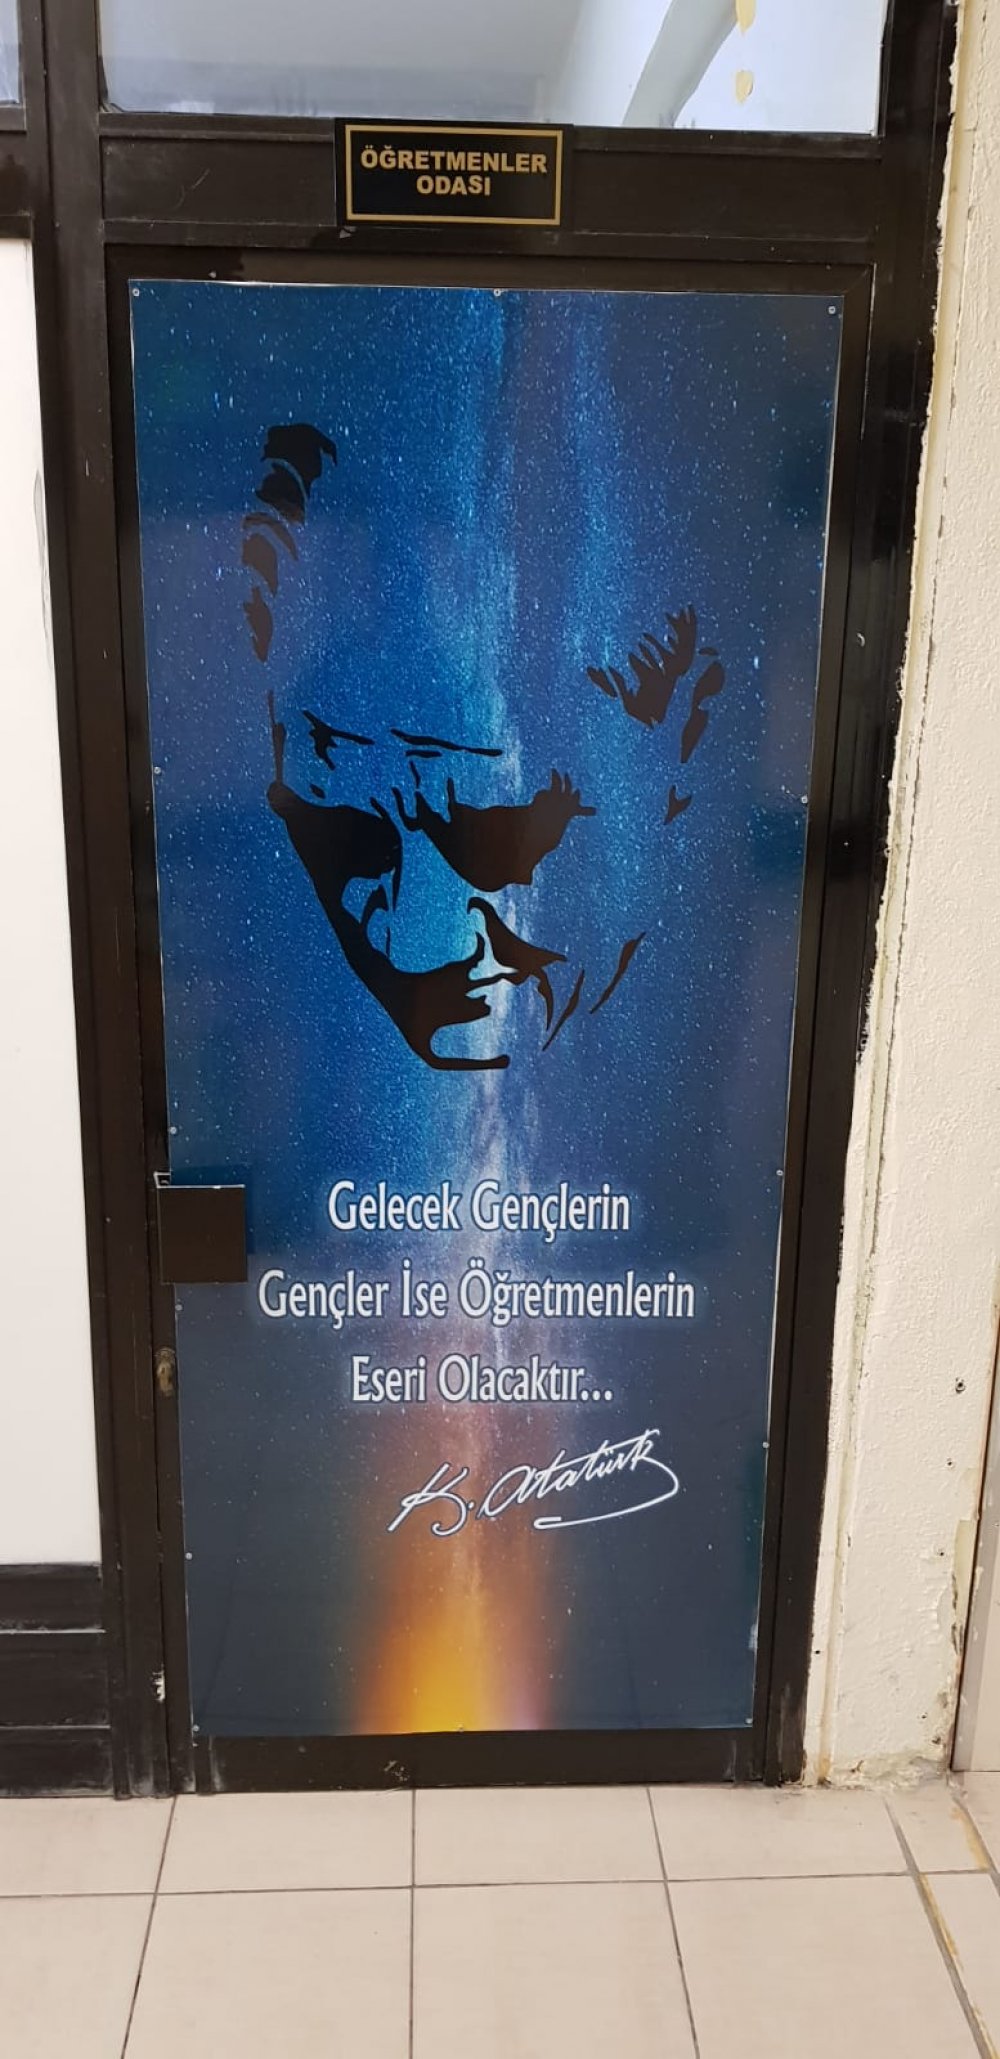 ÖĞRETMENLER
ODASI
Gelecek Gençlerin
Gençler İse Öğretmenlerin
Eseri Olacaktır...
K. Atatürk